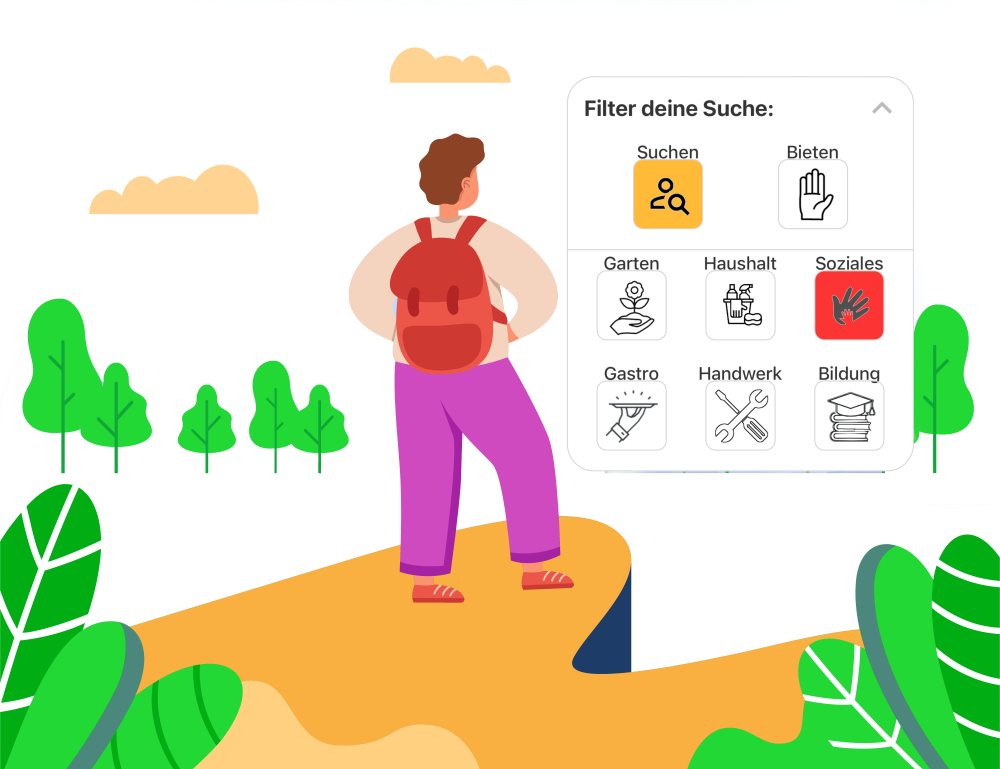 Filter deine Suche:
Suchen Bieten
Garten Haushalt Soziales
Gastro Handwerk Bildung